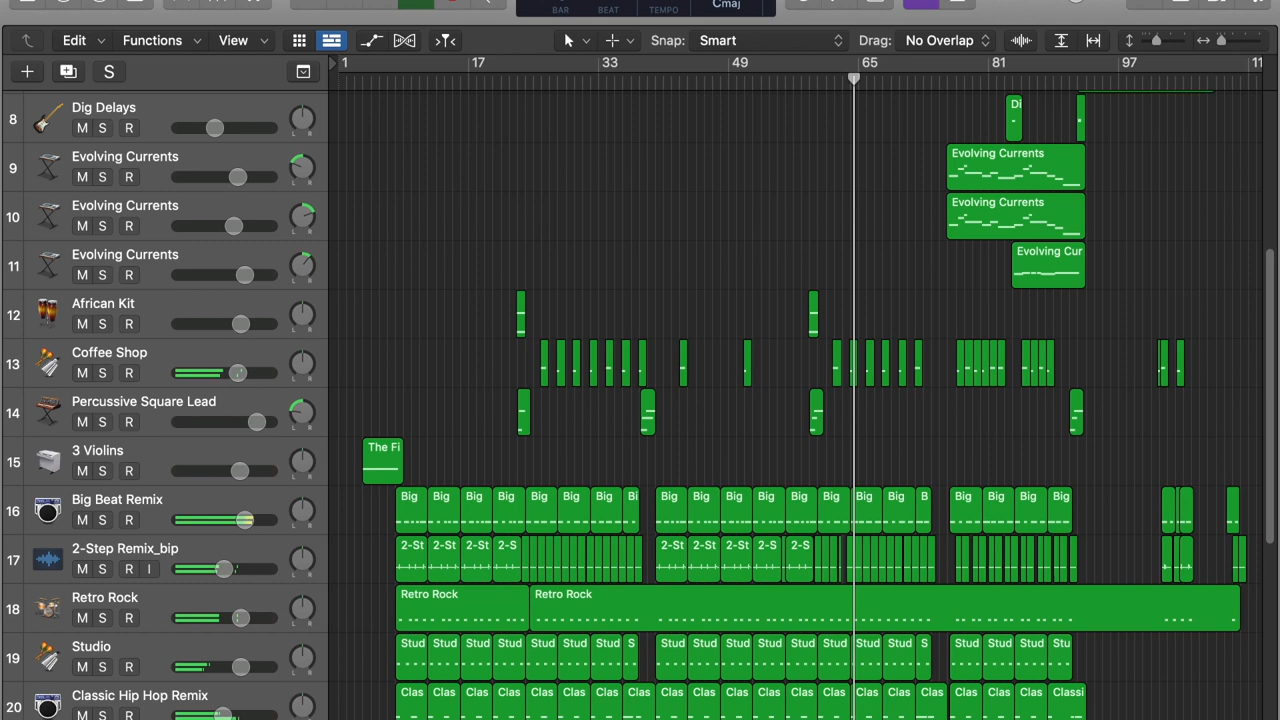 Cmaj
BAR BEAT TEMPO
Edit Functions View Snap: Smart Drag: No Overlap
S
1 17 33 49 65 81 97 11
8 Dig Delays
M S R L R
Di
9 Evolving Currents
M S R L R
Evolving Currents
10 Evolving Currents
M S R L R
Evolving Currents
11 Evolving Currents
M S R L R
Evolving Cur
12 African Kit
M S R L R
13 Coffee Shop
M S R L R
14 Percussive Square Lead
M S R L R
15 3 Violins
M S R L R
The Fi
16 Big Beat Remix
M S R L R
Big Big Big Big Big Big Big Bi Big Big Big Big Big Big Big Big B Big Big Big Big
17 2-Step Remix_bip
M S R I L R
2-St 2-St 2-St 2-S 2-St 2-St 2-St 2-S 2-S
18 Retro Rock
M S R L R
Retro Rock Retro Rock
19 Studio
M S R L R
Stud Stud Stud Stud Stud Stud Stud S Stud Stud Stud Stud Stud Stud Stud Stud S Stud Stud Stud Stu
20 Classic Hip Hop Remix
M S R
Clas Clas Clas Clas Clas Clas Clas Clas Clas Clas Clas Clas Clas Clas Clas Clas Clas Clas Clas Clas Classi